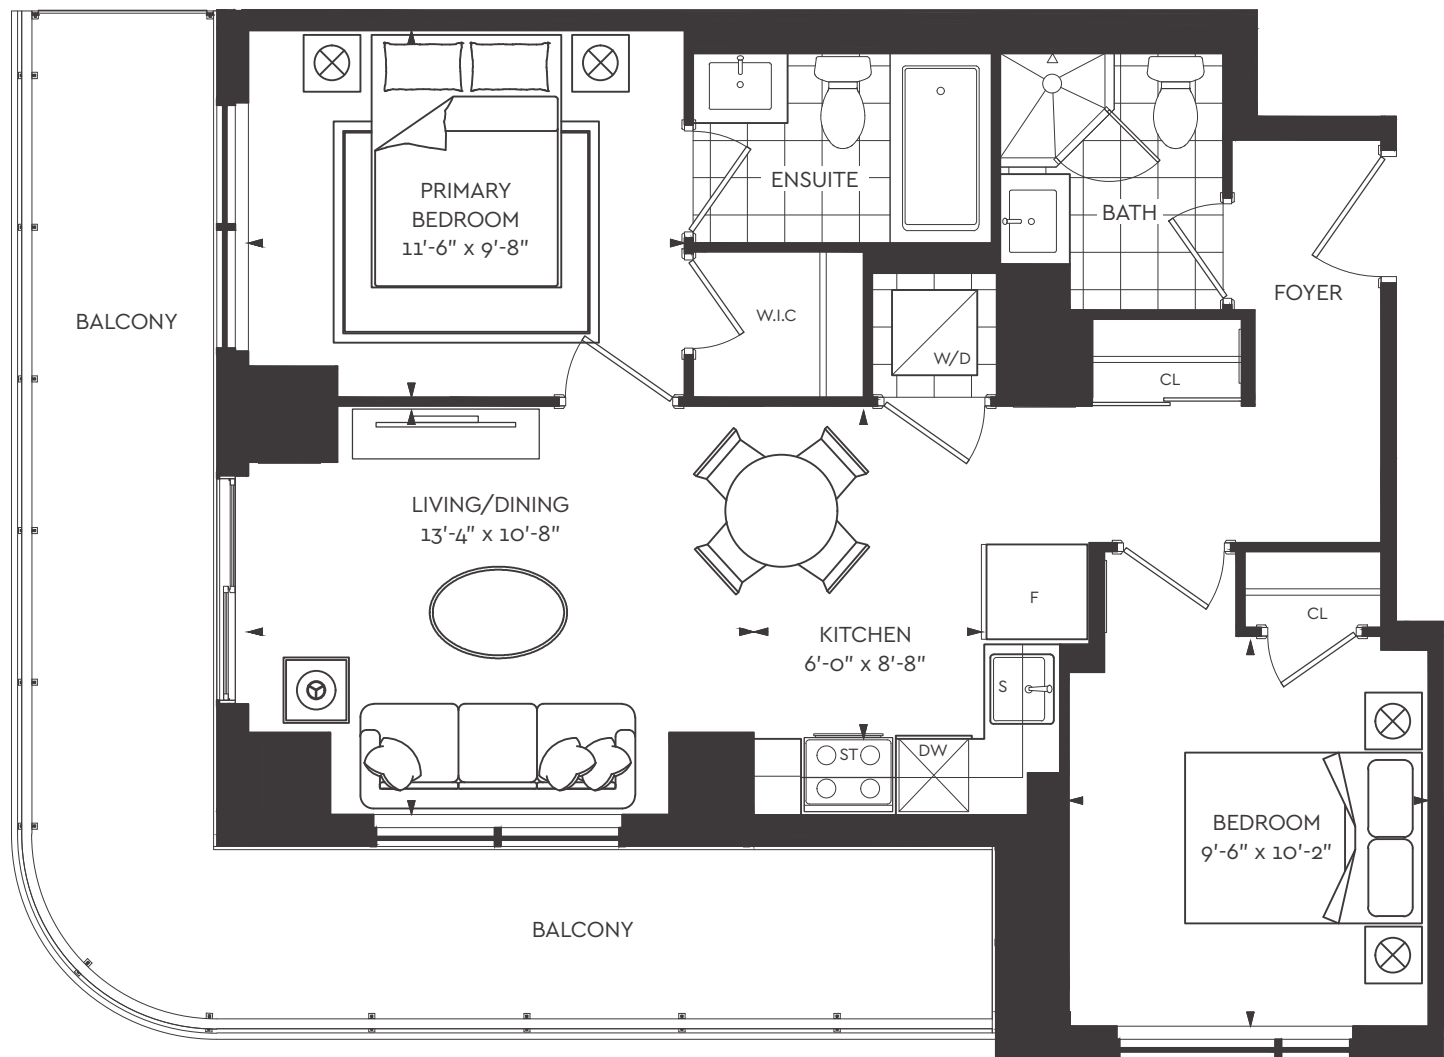 PRIMARY
BEDROOM
11'-6" x 9'-8"
ENSUITE
BATH
FOYER
BALCONY
W.I.C
W/D
CL
LIVING/DINING
13'-4" x 10'-8"
F
CL
KITCHEN
6'-0" x 8'-8"
S
ST
DW
BEDROOM
9'-6" x 10'-2"
BALCONY